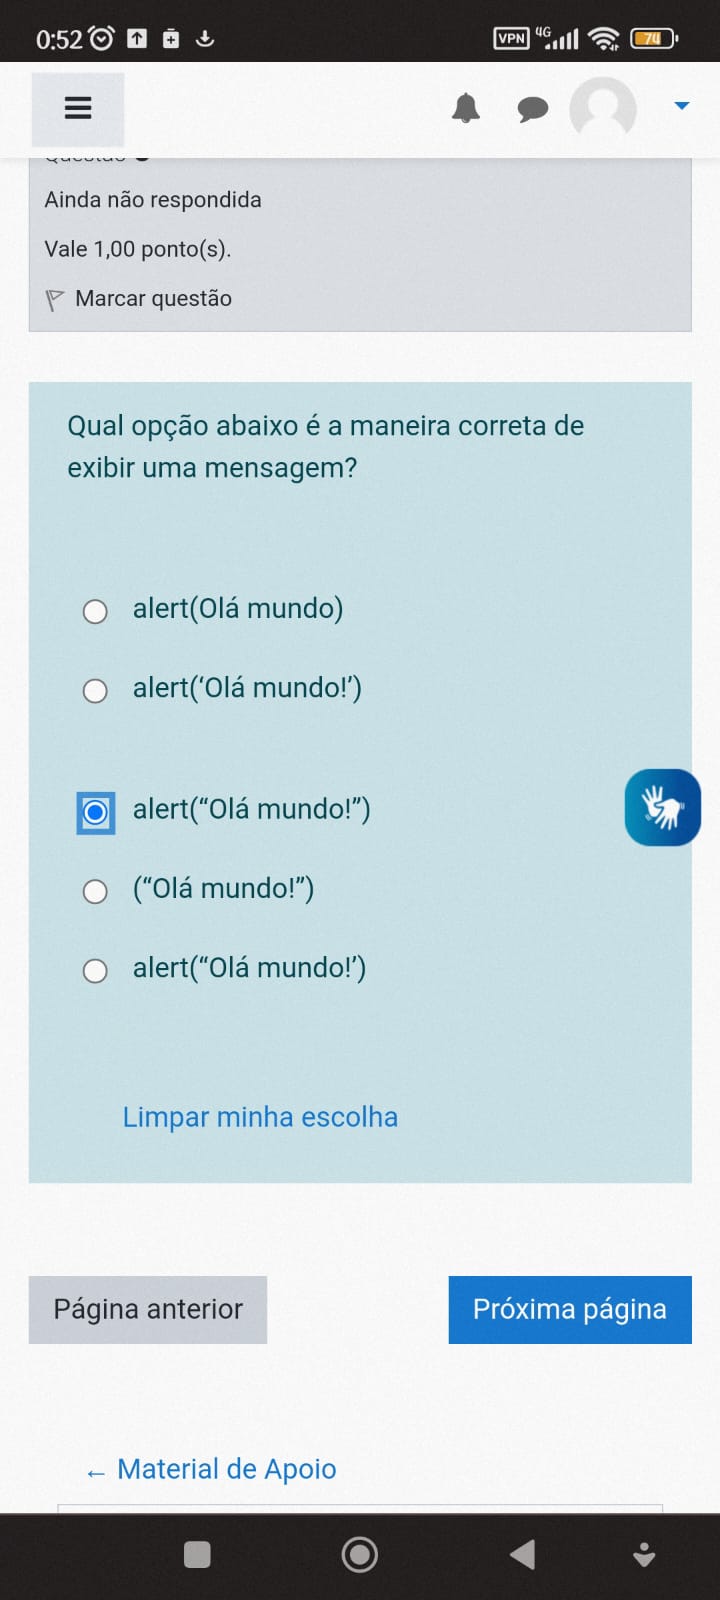 0:52
VPN 4G 74
Ainda não respondida
Vale 1,00 ponto(s).
Marcar questão
Qual opção abaixo é a maneira correta de
exibir uma mensagem?
alert(Olá mundo)
alert(‘Olá mundo!’)
alert(“Olá mundo!”)
(“Olá mundo!”)
alert(“Olá mundo!’)
Limpar minha escolha
Página anterior
Próxima página
← Material de Apoio